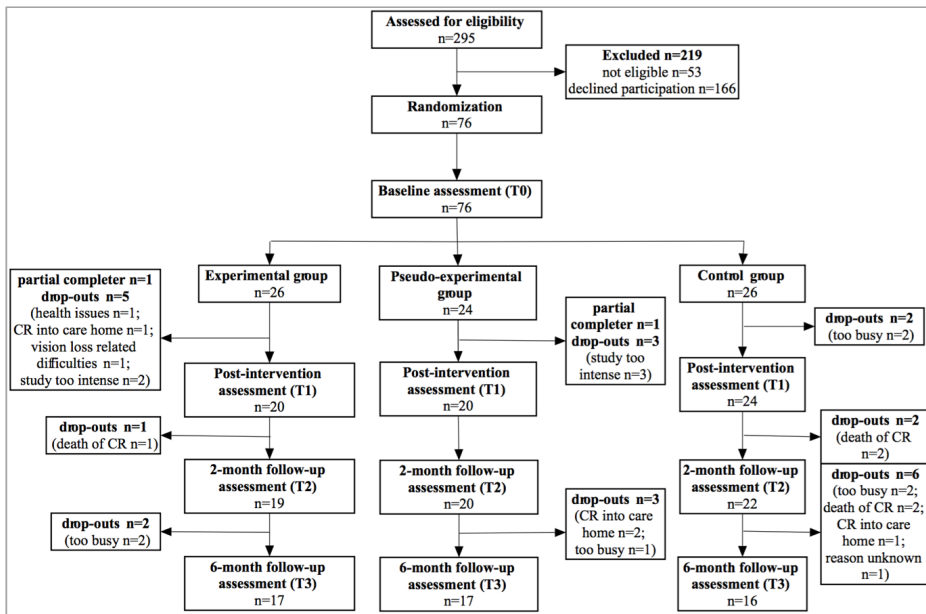 Assessed for eligibility
n=295
Excluded n=219
not eligible n=53
declined participation n=166
Randomization
n=76
Baseline assessment (T0)
n=76
Experimental group
n=26
Pseudo-experimental
group
n=24
Control group
n=26
partial completer n=1
drop-outs n=5
(health issues n=1;
CR into care home n=1;
vision loss related
difficulties n=1;
study too intense n=2)
partial
completer n=1
drop-outs n=3
(study too
intense n=3)
drop-outs n=2
(too busy n=2)
Post-intervention
assessment (T1)
n=20
Post-intervention
assessment (T1)
n=20
Post-intervention
assessment (T1)
n=24
drop-outs n=1
(death of CR n=1)
drop-outs n=2
(death of CR
n=2)
2-month follow-up
assessment (T2)
n=19
2-month follow-up
assessment (T2)
n=20
2-month follow-up
assessment (T2)
n=22
drop-outs n=2
(too busy n=2)
drop-outs n=3
(CR into care
home n=2;
too busy n=1)
drop-outs n=6
(too busy n=2;
death of CR n=2;
CR into care
home n=1;
reason unknown
n=1)
6-month follow-up
assessment (T3)
n=17
6-month follow-up
assessment (T3)
n=17
6-month follow-up
assessment (T3)
n=16